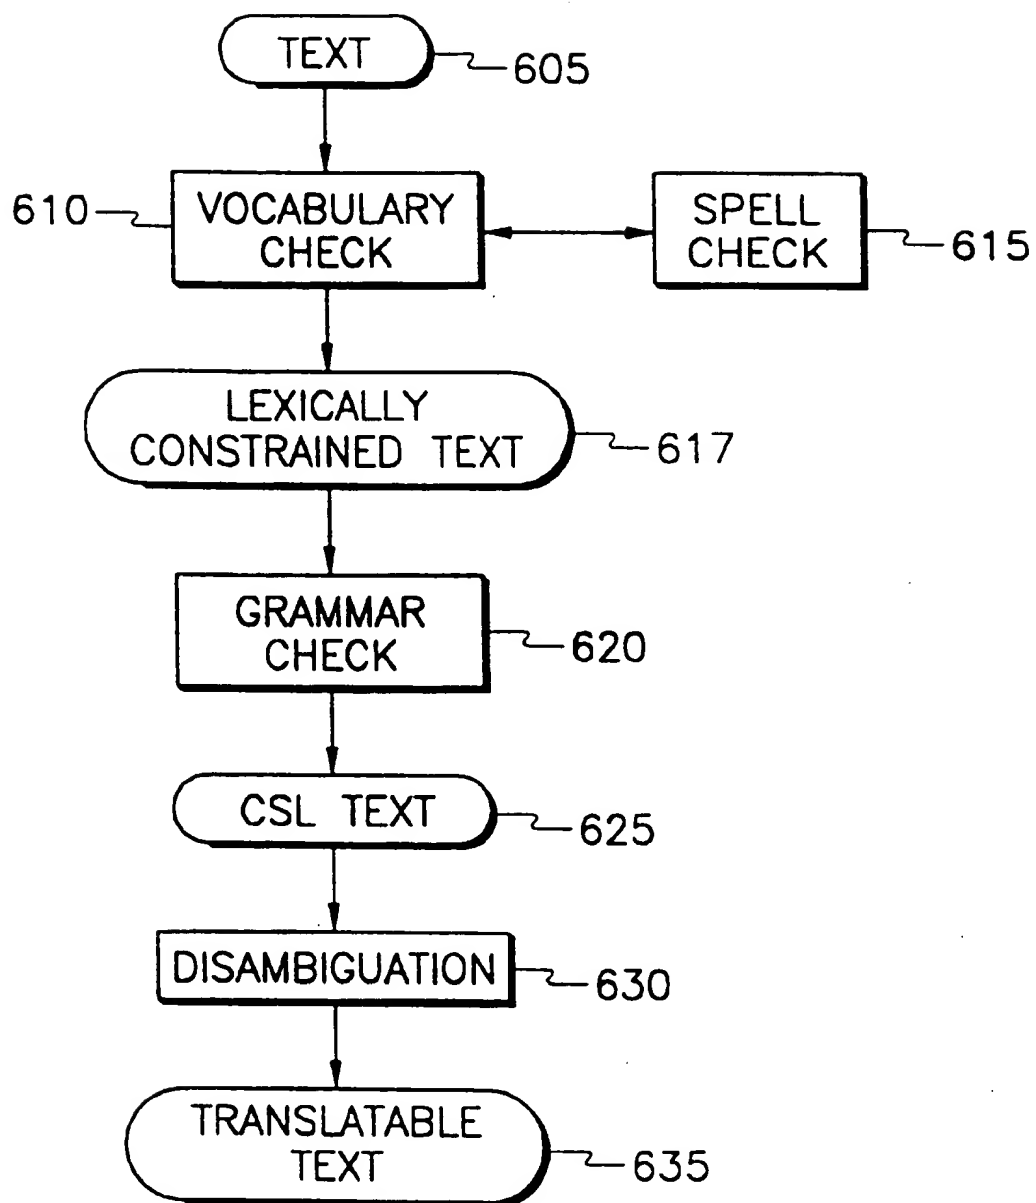 TEXT
605
610
VOCABULARY
CHECK
SPELL
CHECK
615
LEXICALLY
CONSTRAINED TEXT
617
GRAMMAR
CHECK
620
CSL TEXT
625
DISAMBIGUATION
630
TRANSLATABLE
TEXT
635